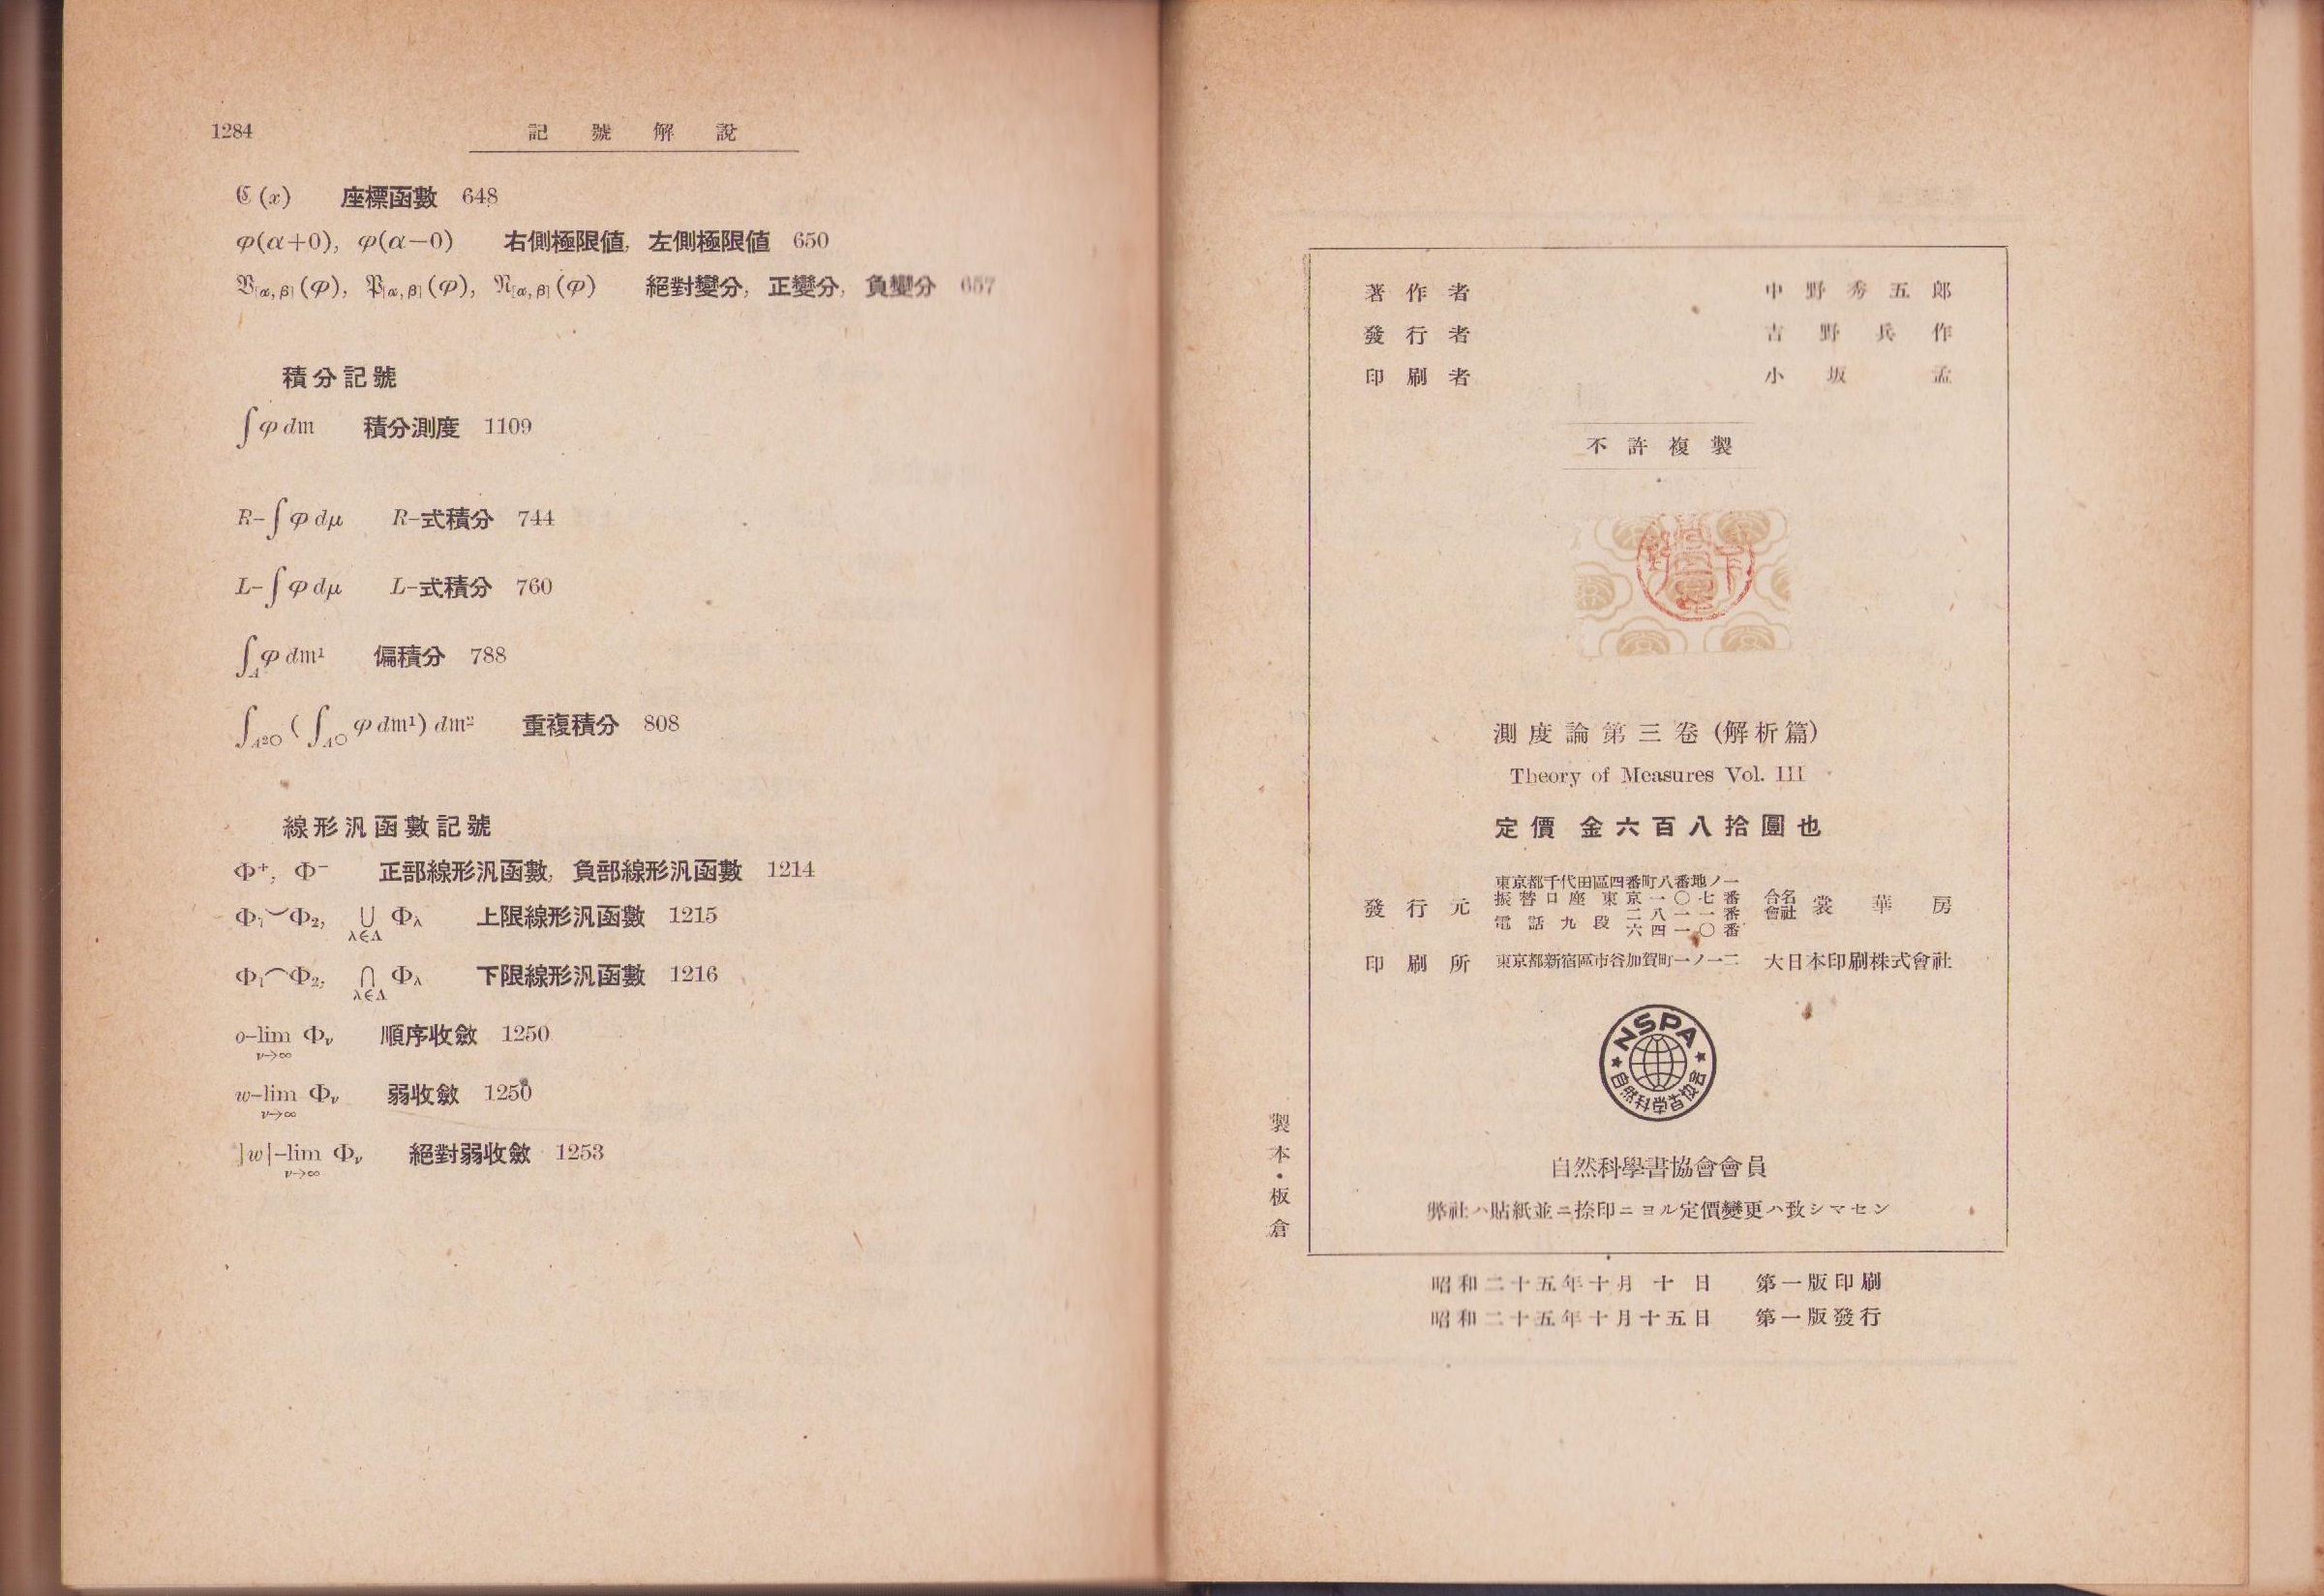 1284 記號解說
𝕮(x) 座標函數 648
φ(α+0), φ(α−0) 右側極限値, 左側極限値 650
𝔙[α,β](φ), 𝔓[α,β](φ), 𝔑[α,β](φ) 絕對變分, 正變分, 負變分 657
積分記號
∫φ d𝔪 積分測度 1109
R–∫φ dμ R–式積分 744
L–∫φ dμ L–式積分 760
∫_A φ d𝔪¹ 偏積分 788
∫_{A²○}(∫_{A○} φ d𝔪¹) d𝔪² 重複積分 808
線形汎函數記號
Φ⁺, Φ⁻ 正部線形汎函數, 負部線形汎函數 1214
Φ₁⌣Φ₂, ∪ Φλ 上限線形汎函數 1215
λ∈Λ
Φ₁⌢Φ₂, ∩ Φλ 下限線形汎函數 1216
λ∈Λ
o–lim Φν 順序收斂 1250
ν→∞
w–lim Φν 弱收斂 1250
ν→∞
|w|–lim Φν 絕對弱收斂 1253
ν→∞
著作者 中野秀五郎
發行者 吉野兵作
印刷者 小坂孟
不許複製
測度論第三卷(解析篇)
Theory of Measures Vol. III
定價 金六百八拾圓也
發行元 東京都千代田區四番町八番地ノ一 合名會社 裳華房
振替口座東京一〇七番
電話九段 二八一一番
六四一〇番
印刷所 東京都新宿區市谷加賀町一ノ一二 大日本印刷株式會社
NSPA
自然科學書協會
自然科學書協會會員
弊社ハ貼紙並ニ捺印ニヨル定價變更ハ致シマセン
製本・板倉
昭和二十五年十月十日 第一版印刷
昭和二十五年十月十五日 第一版發行